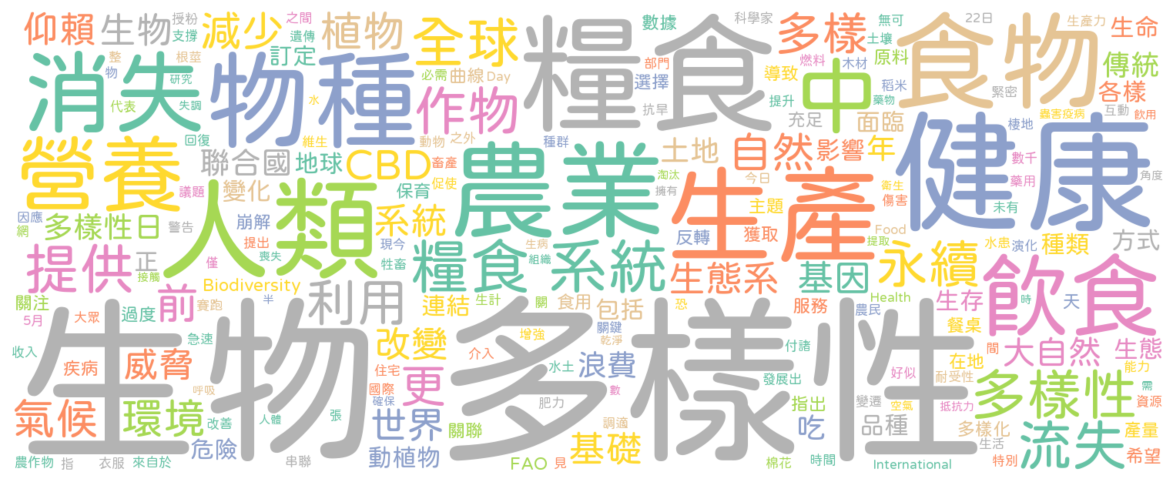 仰賴 生物 授粉 支撐 減少 之間 遺傳 植物 全球 糧食 數據 科學家 多樣 無可 土壤 22日 生產力 生命
訂定 整 根莖 部門 燃料 木材 原料 食物 傳統
消失 物種 研究 必需 曲線 Day 選擇 導致 中 稻米 緊密 各樣
物 代表 失調 水 作物 抗旱 提升 藥物 互動 蟲害疫病 飲用
營養 回復 維生 動物 之外 種群 充足 面臨 棲地 健康
聯合國 地球 CBD 畜產 農業 土地 自然 影響 年 數千 角度
議題 變化 保育 促使 淘汰 今日 衛生 藥用
因應 網 多樣性日 警告 崩解 人類 系統 擁有 生產 主題 傷害 未有
提出 喪失 現今 生病 反轉 獲取 Food 提取 水患 演化 種類 方式
提供 正 僅 接觸 牲畜 糧食 系統 組織 生態系 基因 永續
關注 Biodiversity 連結 生計 關 食用 包括 恐 服務 Health 農民 生存 時 天 飲食
5月 大眾 過度 前 賽跑 半 利用 關鍵 乾淨 付諸 餐桌 間
收入 急速 改變 增強 發展出 好似 在地 大自然 生態
疾病 威脅 住宅 介入 水土 浪費 耐受性 能力
生物多樣性
呼吸 國際 更 數 變遷 空氣 抵抗力 多樣性 需 資源
氣候 環境 改善 人體 確保 張 世界 肥力 調適 指出 品種 多樣化 產量
危險 關聯 基礎 吃 生活 流失
農作物 指 衣服 來自於 串聯 動植物 FAO 見 棉花 時間 International 特別 希望